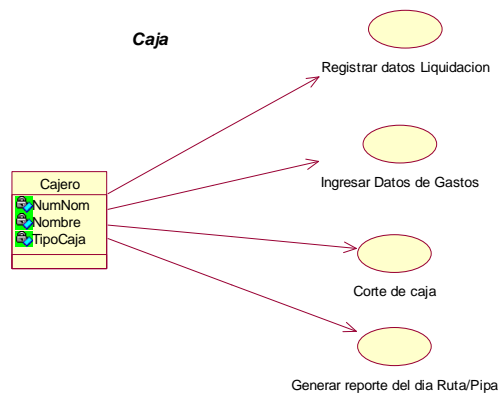 Caja
Registrar datos Liquidacion
Cajero
NumNom
Nombre
TipoCaja
Ingresar Datos de Gastos
Corte de caja
Generar reporte del dia Ruta/Pipa